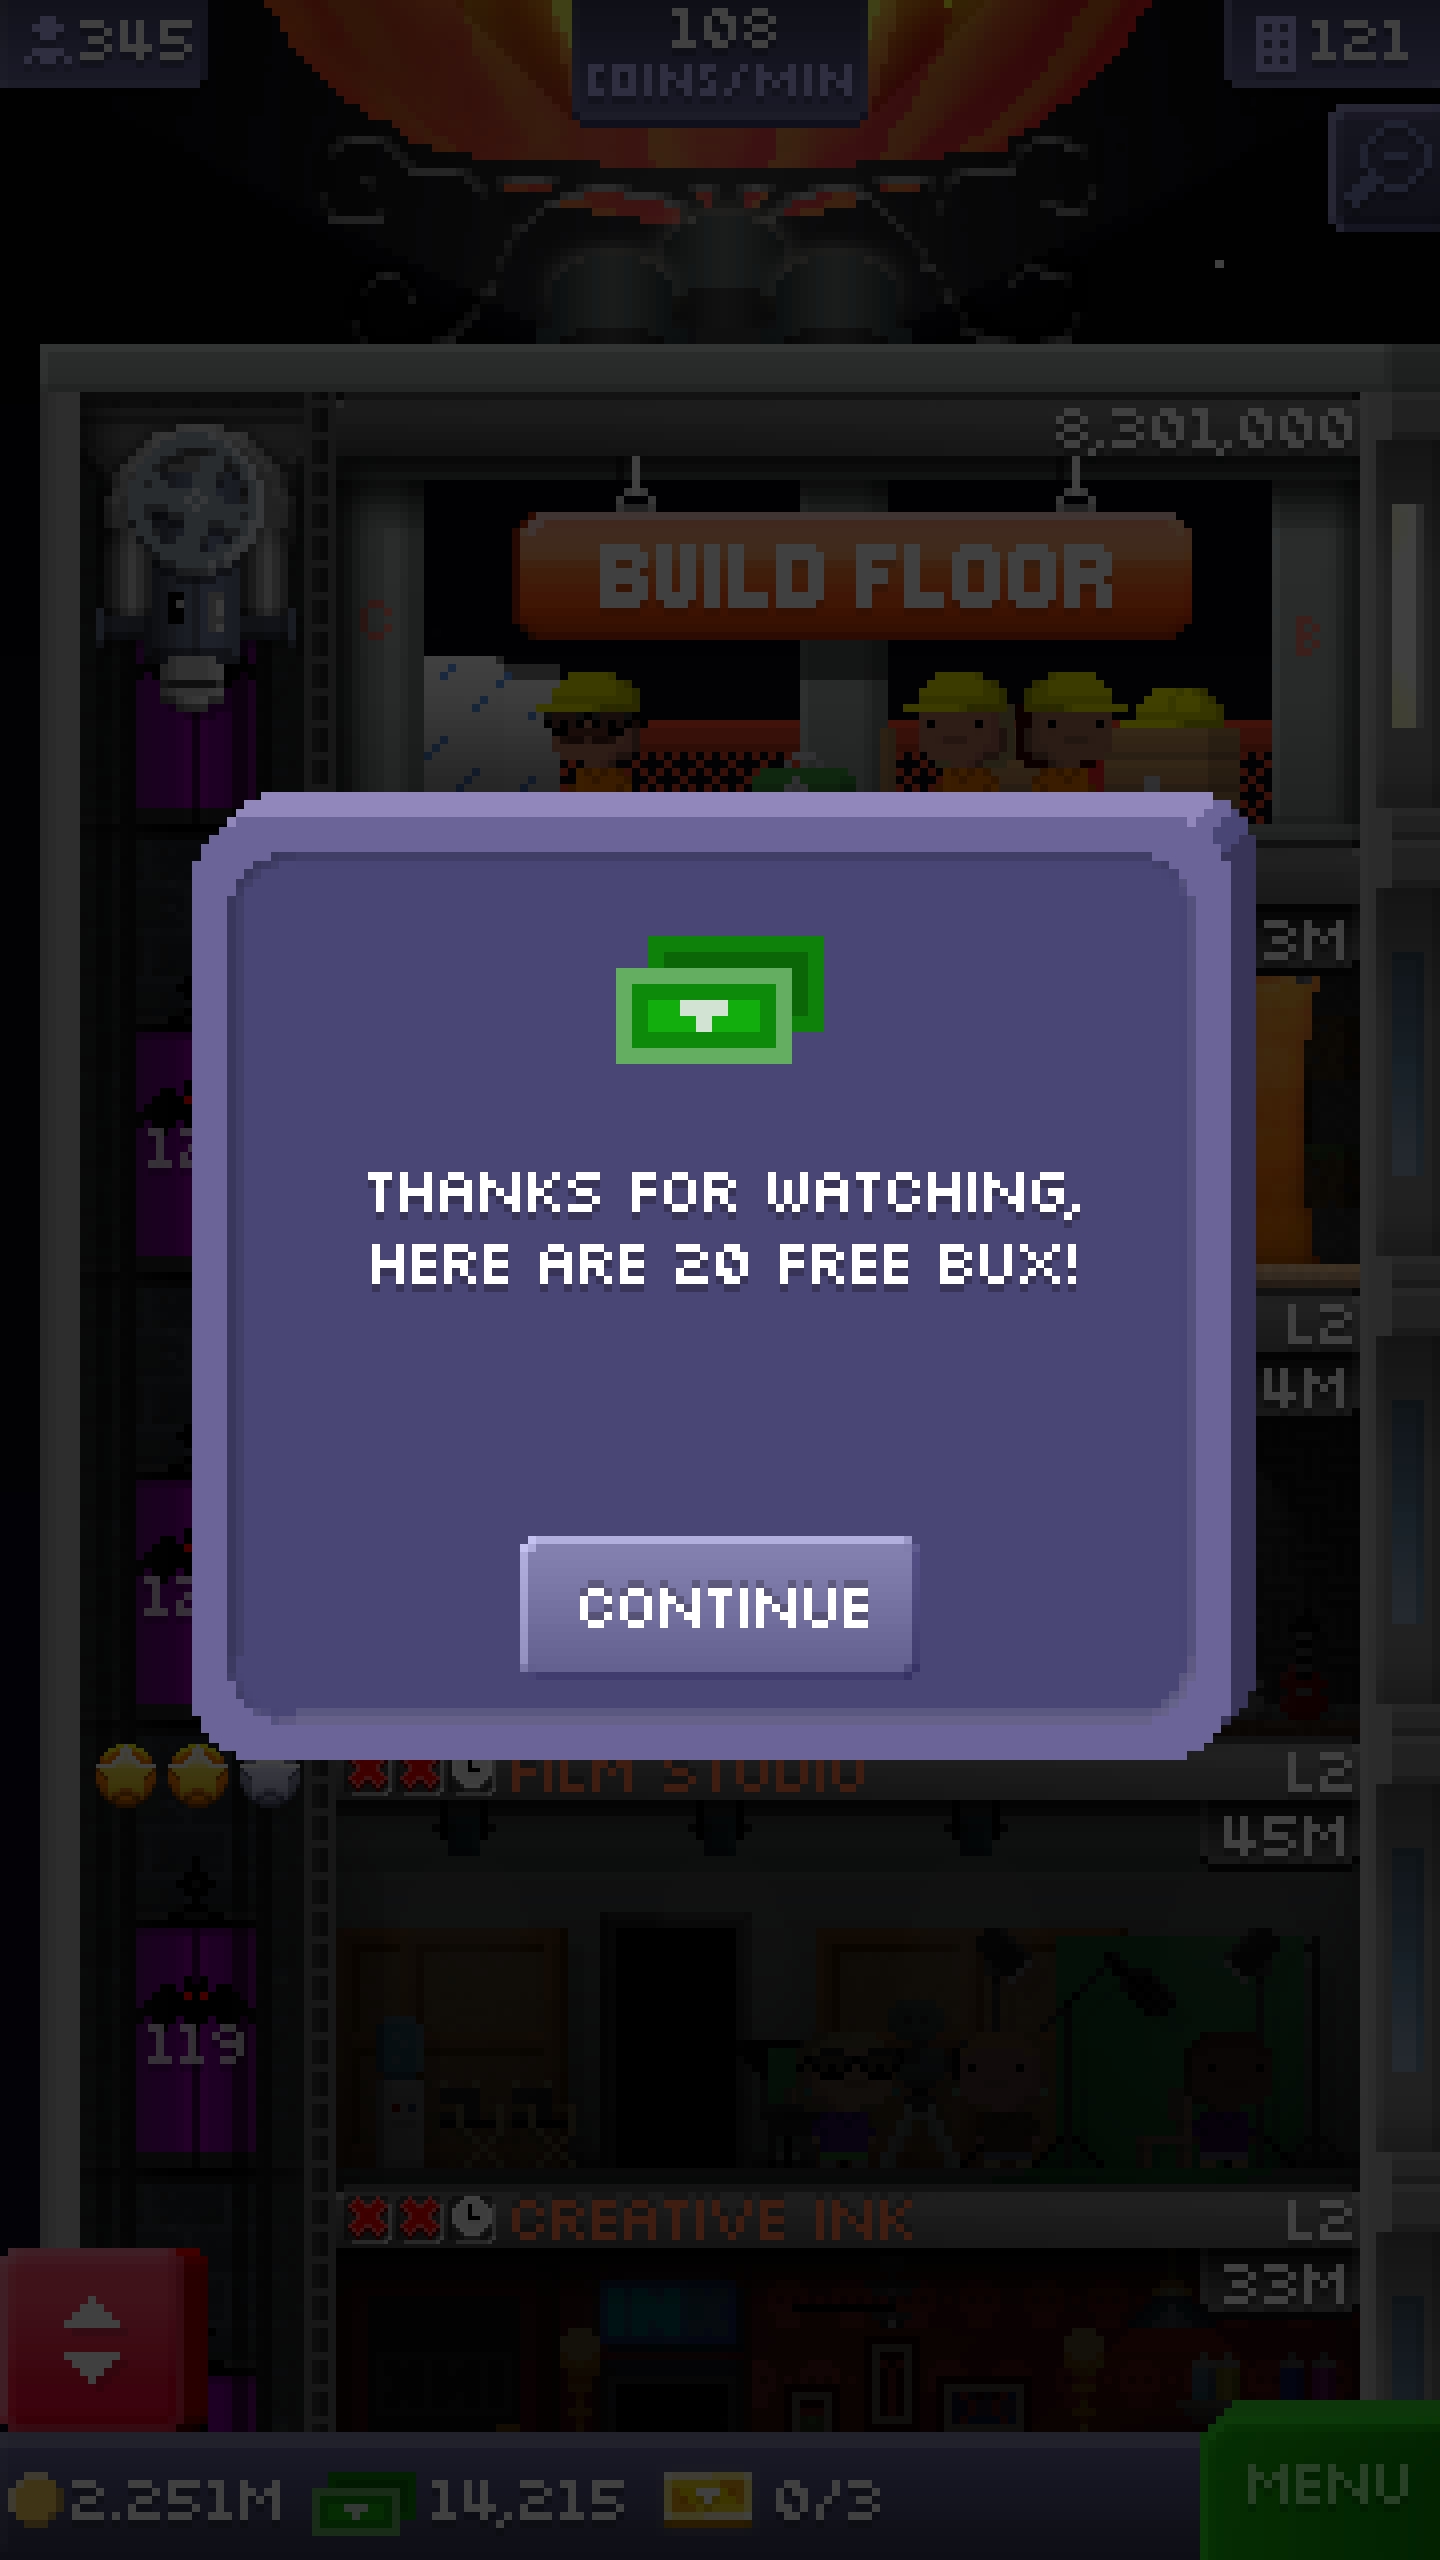 345
108
COINS/MIN
121
8,301,000
BUILD FLOOR
C
B
3M
THANKS FOR WATCHING,
HERE ARE 20 FREE BUX!
L2
4M
CONTINUE
FILM STUDIO
L2
45M
119
CREATIVE INK
L2
33M
2.251M
14,215
0/3
MENU